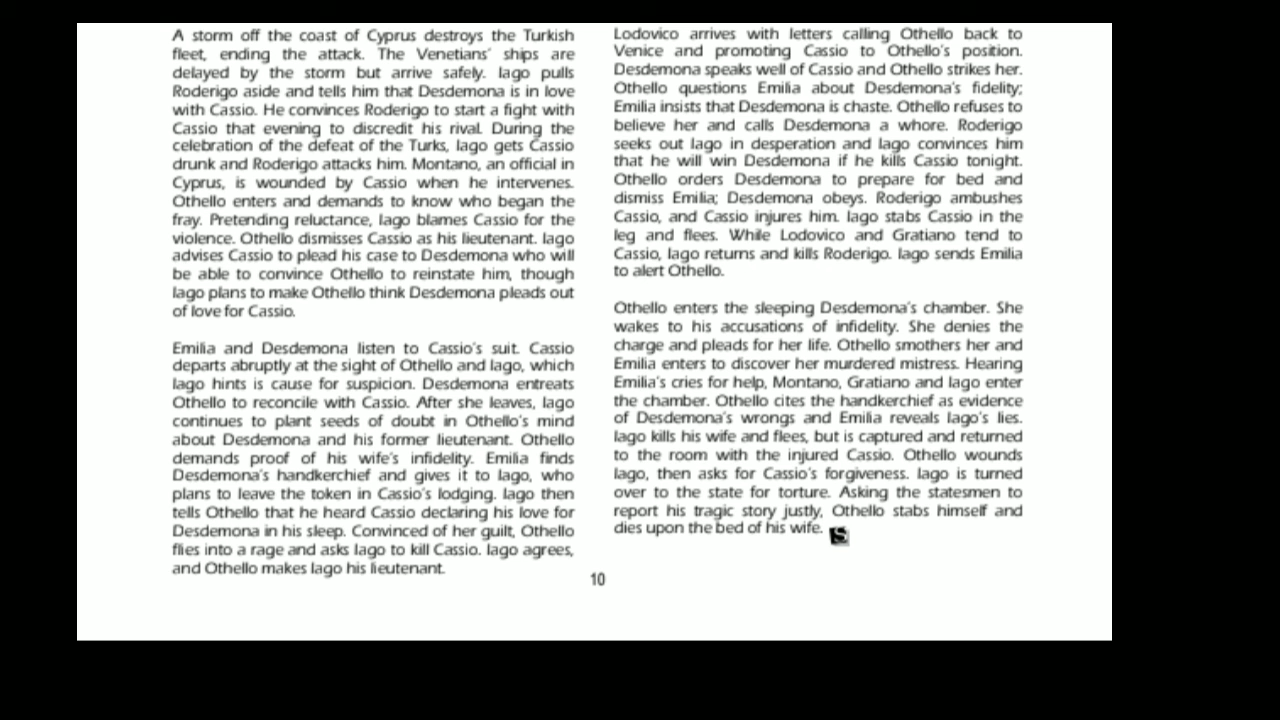 A storm off the coast of Cyprus destroys the Turkish
fleet, ending the attack. The Venetians' ships are
delayed by the storm but arrive safely. Iago pulls
Roderigo aside and tells him that Desdemona is in love
with Cassio. He convinces Roderigo to start a fight with
Cassio that evening to discredit his rival. During the
celebration of the defeat of the Turks, Iago gets Cassio
drunk and Roderigo attacks him. Montano, an official in
Cyprus, is wounded by Cassio when he intervenes.
Othello enters and demands to know who began the
fray. Pretending reluctance, Iago blames Cassio for the
violence. Othello dismisses Cassio as his lieutenant. Iago
advises Cassio to plead his case to Desdemona who will
be able to convince Othello to reinstate him, though
Iago plans to make Othello think Desdemona pleads out
of love for Cassio.
Emilia and Desdemona listen to Cassio's suit. Cassio
departs abruptly at the sight of Othello and Iago, which
Iago hints is cause for suspicion. Desdemona entreats
Othello to reconcile with Cassio. After she leaves, Iago
continues to plant seeds of doubt in Othello's mind
about Desdemona and his former lieutenant. Othello
demands proof of his wife's infidelity. Emilia finds
Desdemona's handkerchief and gives it to Iago, who
plans to leave the token in Cassio's lodging. Iago then
tells Othello that he heard Cassio declaring his love for
Desdemona in his sleep. Convinced of her guilt, Othello
flies into a rage and asks Iago to kill Cassio. Iago agrees,
and Othello makes Iago his lieutenant.
Lodovico arrives with letters calling Othello back to
Venice and promoting Cassio to Othello's position.
Desdemona speaks well of Cassio and Othello strikes her.
Othello questions Emilia about Desdemona's fidelity;
Emilia insists that Desdemona is chaste. Othello refuses to
believe her and calls Desdemona a whore. Roderigo
seeks out Iago in desperation and Iago convinces him
that he will win Desdemona if he kills Cassio tonight.
Othello orders Desdemona to prepare for bed and
dismiss Emilia; Desdemona obeys. Roderigo ambushes
Cassio, and Cassio injures him. Iago stabs Cassio in the
leg and flees. While Lodovico and Gratiano tend to
Cassio, Iago returns and kills Roderigo. Iago sends Emilia
to alert Othello.
Othello enters the sleeping Desdemona's chamber. She
wakes to his accusations of infidelity. She denies the
charge and pleads for her life. Othello smothers her and
Emilia enters to discover her murdered mistress. Hearing
Emilia's cries for help, Montano, Gratiano and Iago enter
the chamber. Othello cites the handkerchief as evidence
of Desdemona's wrongs and Emilia reveals Iago's lies.
Iago kills his wife and flees, but is captured and returned
to the room with the injured Cassio. Othello wounds
Iago, then asks for Cassio's forgiveness. Iago is turned
over to the state for torture. Asking the statesmen to
report his tragic story justly, Othello stabs himself and
dies upon the bed of his wife. S
10